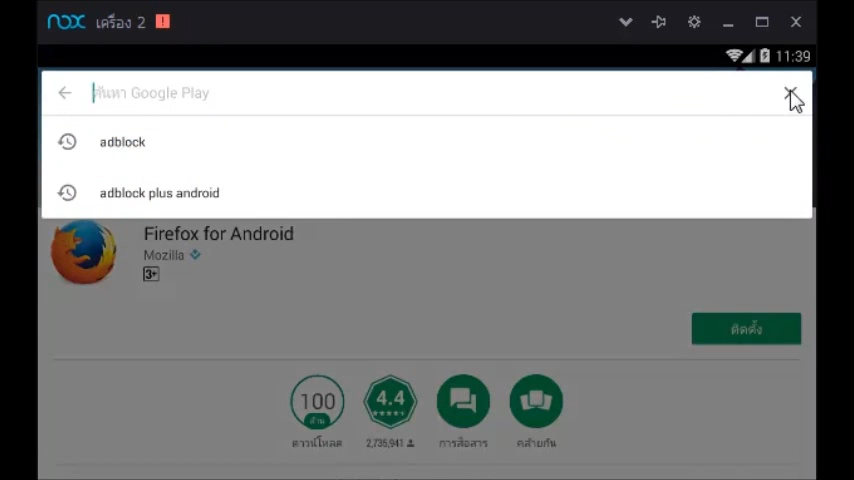 nox เครื่อง 2 !
11:39
ค้นหา Google Play
adblock
adblock plus android
Firefox for Android
Mozilla
3+
ติดตั้ง
100 ล้าน
4.4
ดาวน์โหลด
2,735,941
การสื่อสาร
คล้ายกัน